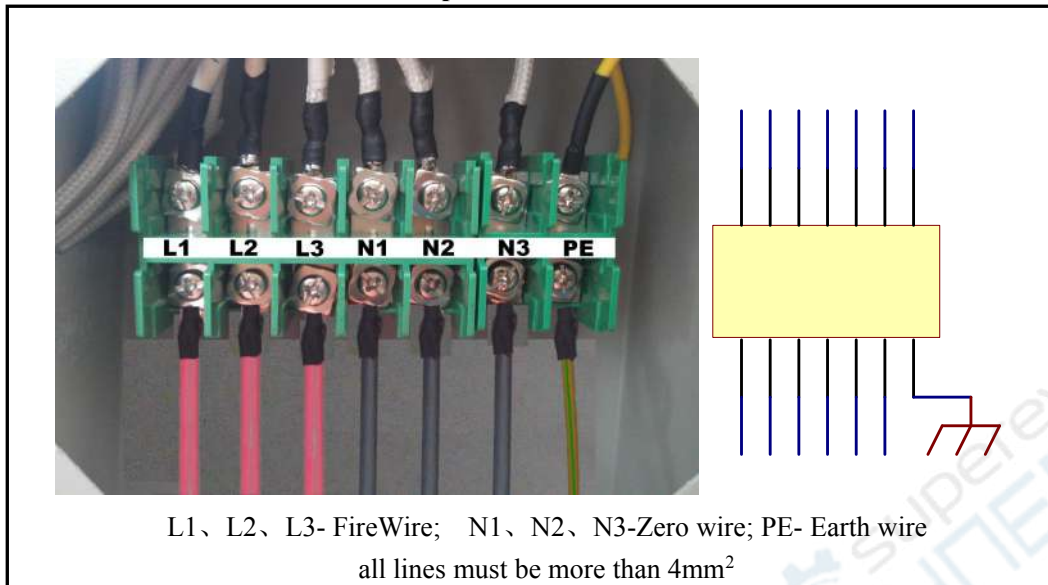 L1 L2 L3 N1 N2 N3 PE
L1、L2、L3- FireWire; N1、N2、N3-Zero wire; PE- Earth wire
all lines must be more than 4mm²